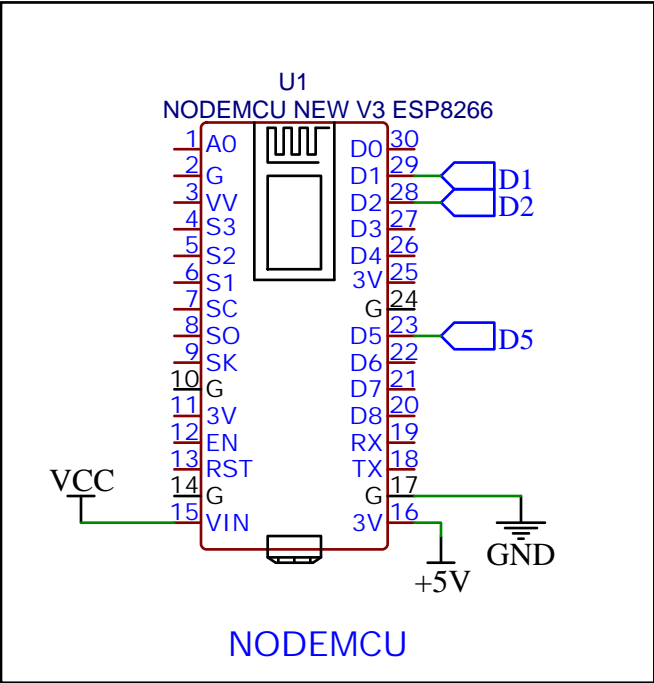 U1
NODEMCU NEW V3 ESP8266
1 A0 D0 30
2 G D1 29 D1
3 VV D2 28 D2
4 S3 D3 27
5 S2 D4 26
6 S1 3V 25
7 SC G 24
8 SO D5 23 D5
9 SK D6 22
10 G D7 21
11 3V D8 20
12 EN RX 19
13 RST TX 18
VCC 14 G G 17
15 VIN 3V 16
GND
+5V
NODEMCU